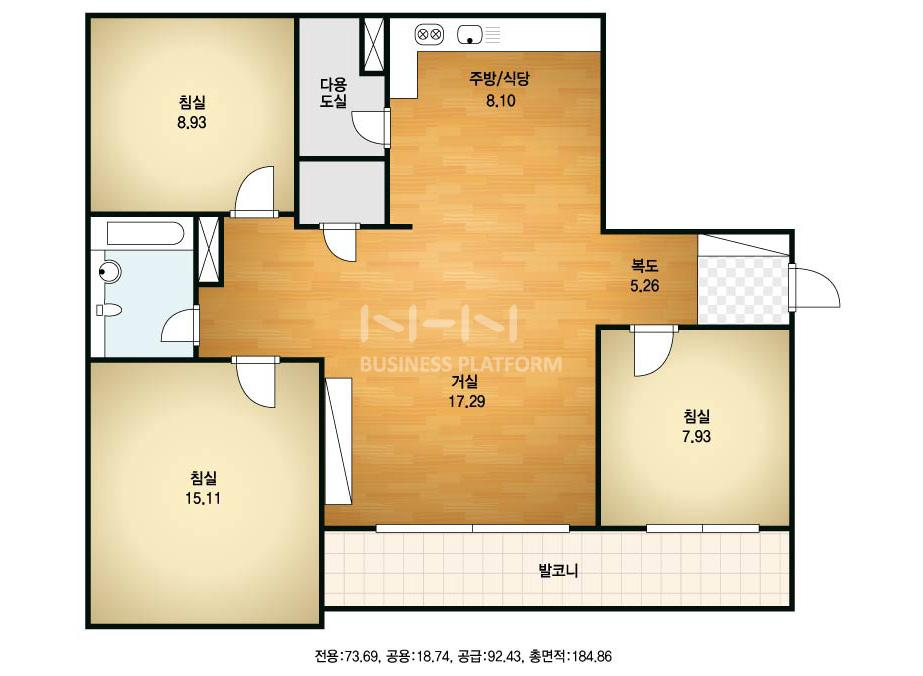 다용
도실
주방/식당
8.10
침실
8.93
복도
5.26
NHN
BUSINESS PLATFORM
거실
17.29
침실
7.93
침실
15.11
발코니
전용:73.69, 공용:18.74, 공급:92.43, 총면적:184.86